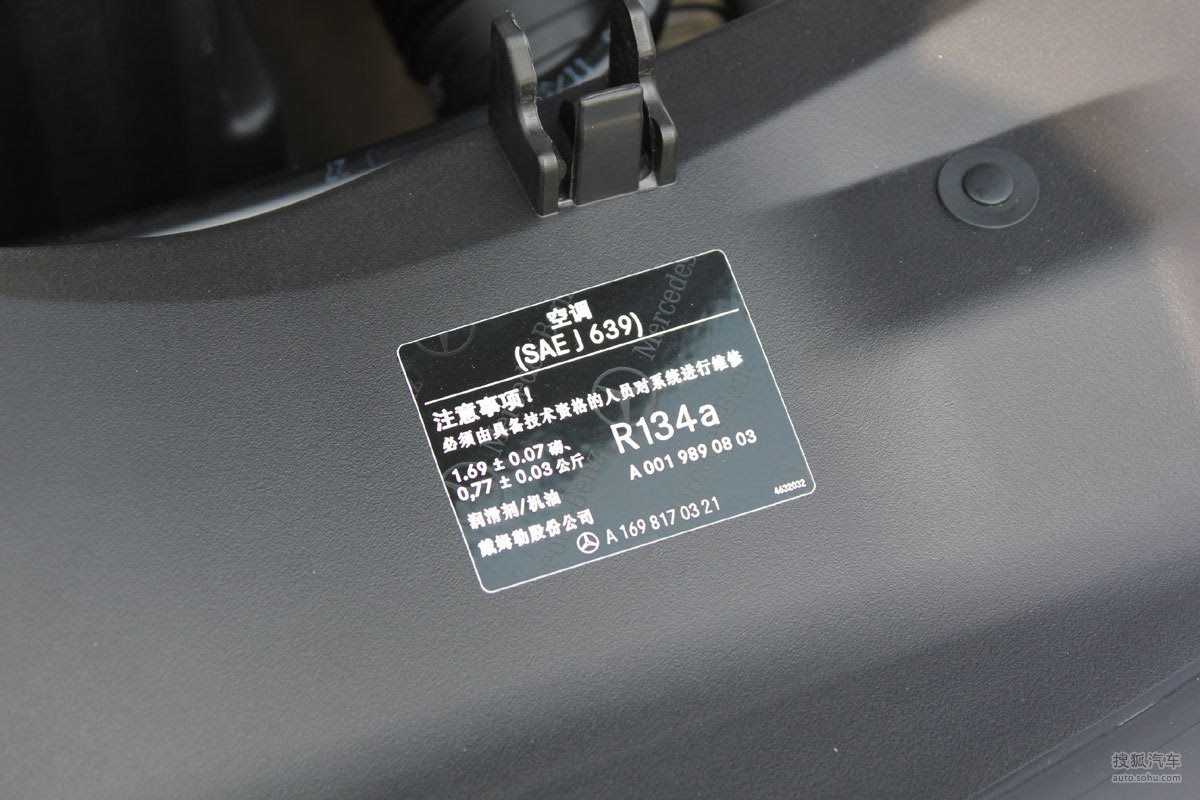 空调
(SAE J 639)
注意事项!
必须由具备技术资格的人员对系统进行维修
1.69 ± 0.07 磅、
0,77 ± 0.03 公斤
R134a
润滑剂/机油
A 001 989 08 03
戴姆勒股份公司
A 169 817 03 21
4632032
Mercedes
27
搜狐汽车
auto.sohu.com